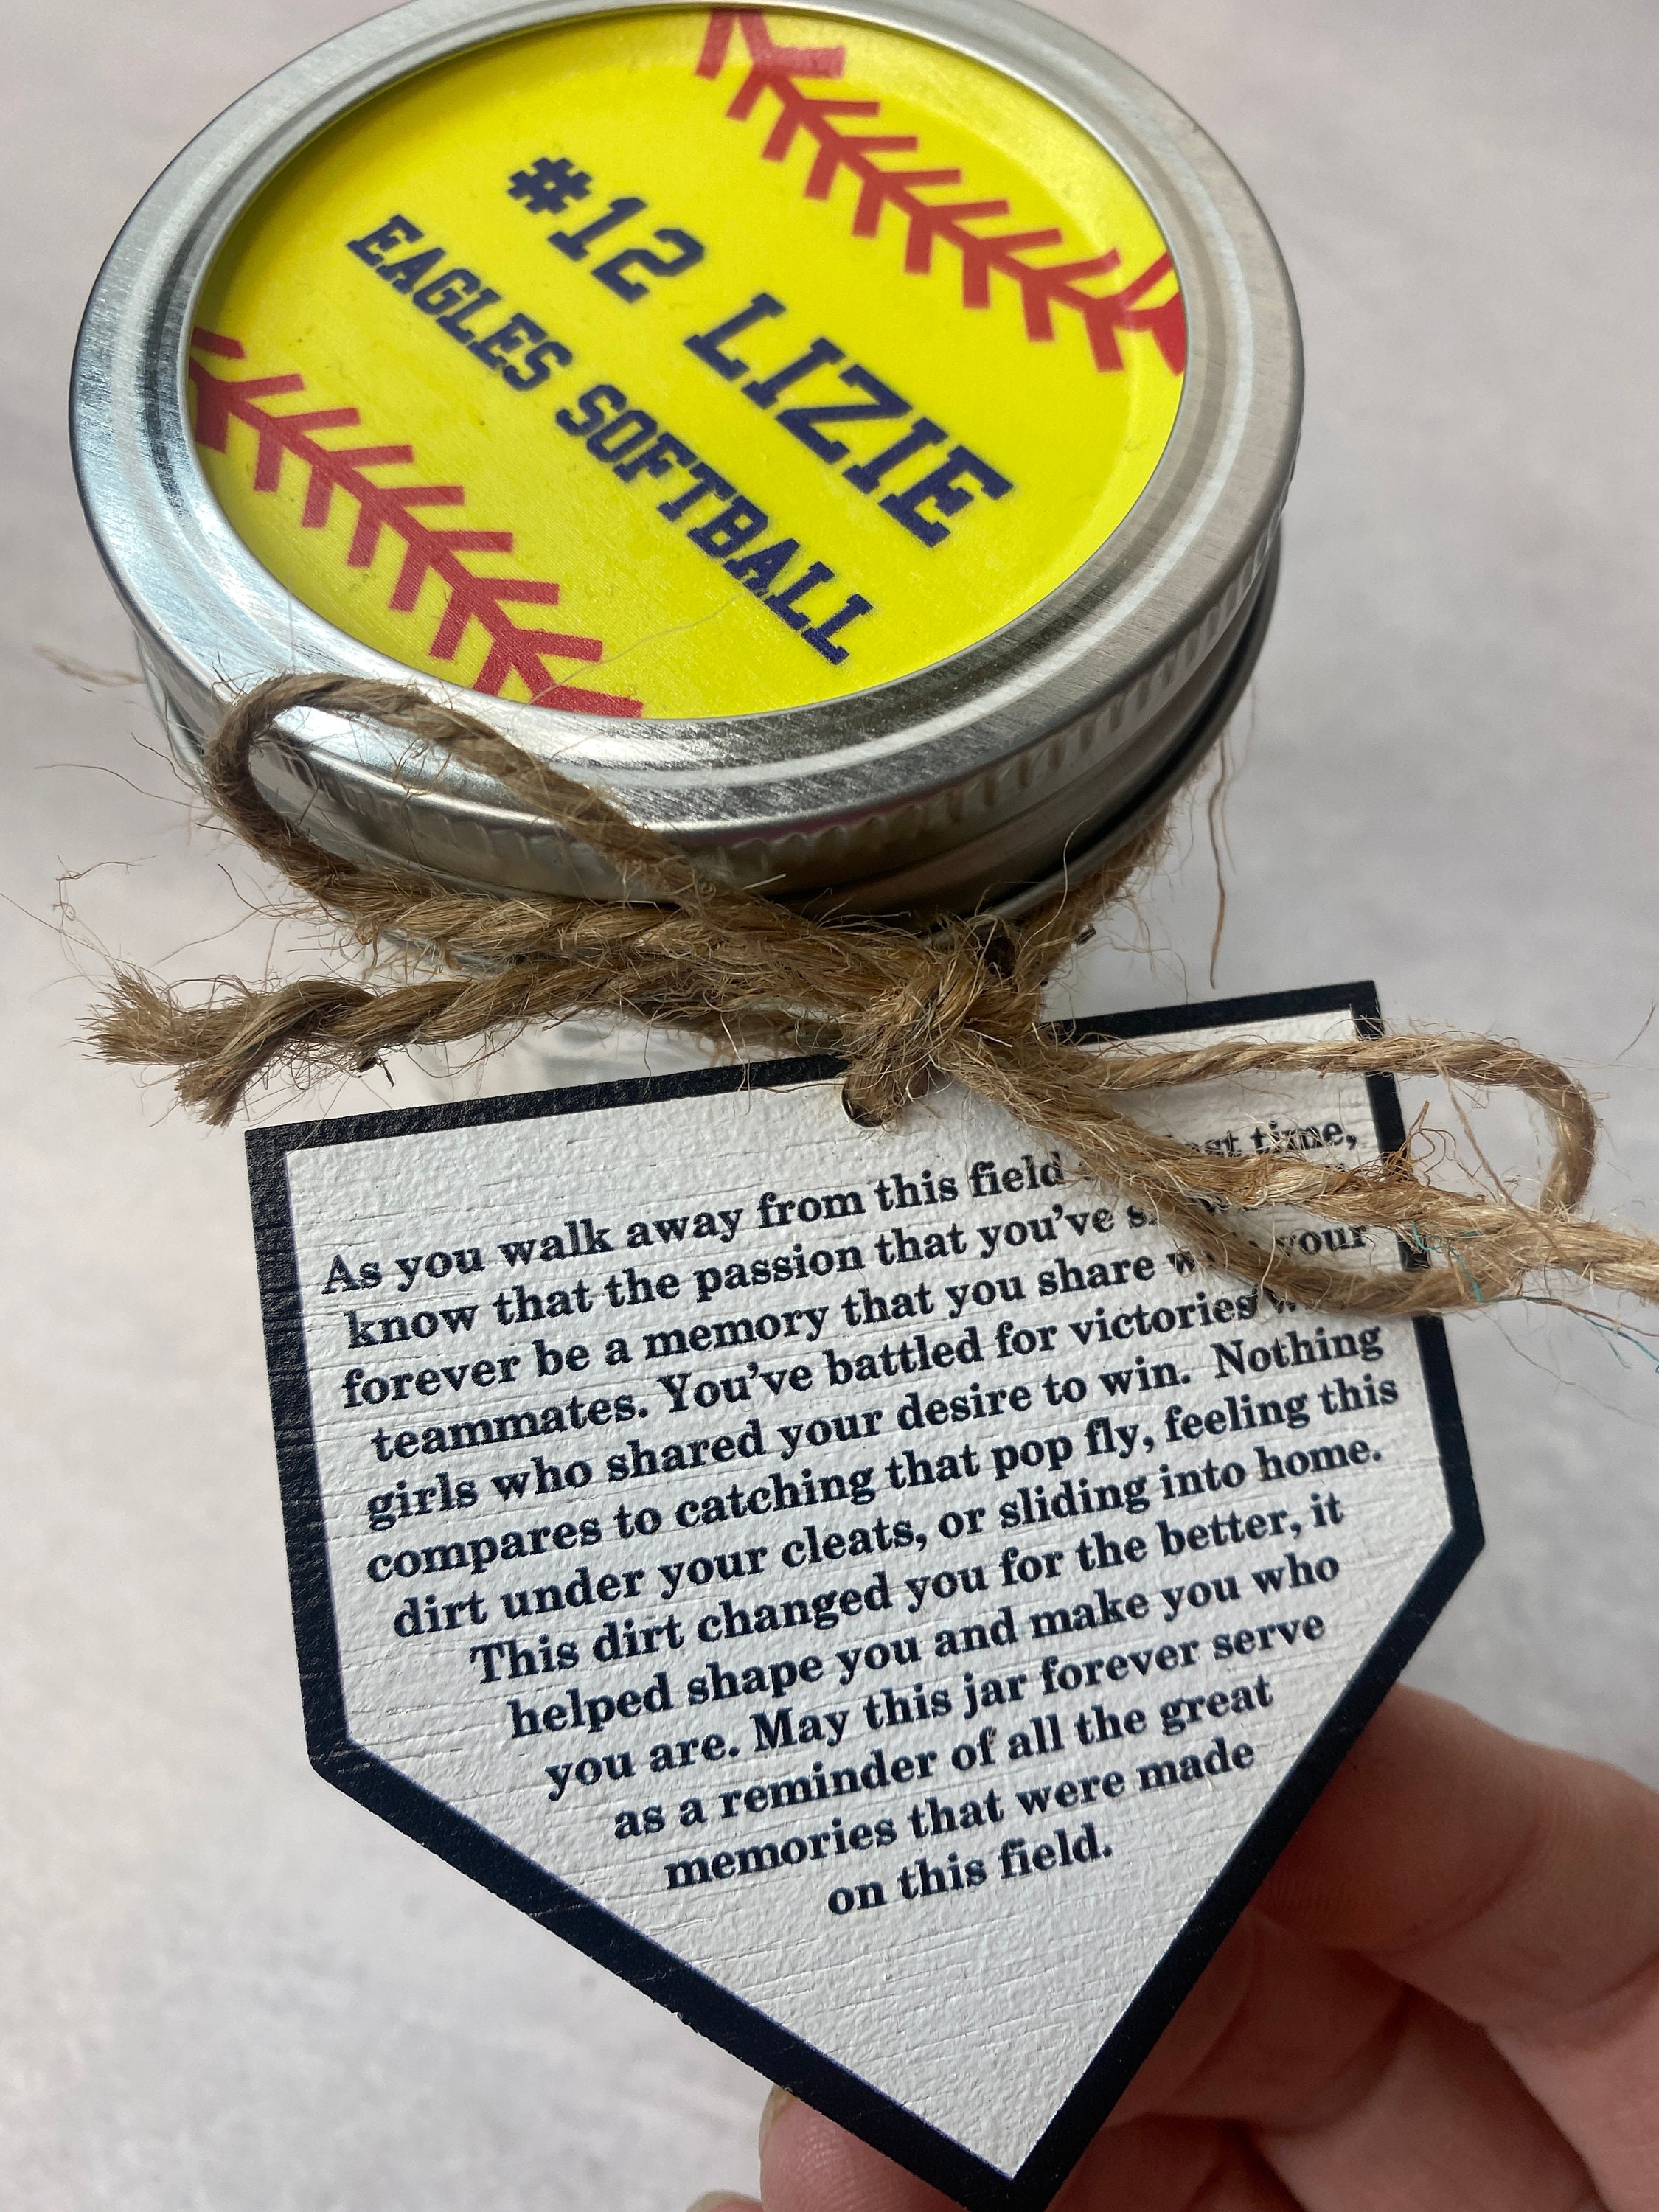 #12 LIZIE
EAGLES SOFTBALL
As you walk away from this field time,
know that the passion that you've
forever be a memory that you share your
teammates. You've battled for victories
girls who shared your desire to win. Nothing
compares to catching that pop fly, feeling this
dirt under your cleats, or sliding into home.
This dirt changed you for the better, it
helped shape you and make you who
you are. May this jar forever serve
as a reminder of all the great
memories that were made
on this field.